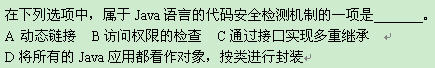 在下列选项中，属于 Java 语言的代码安全检测机制的一项是______。
A 动态链接 B 访问权限的检查 C 通过接口实现多重继承
D 将所有的 Java 应用都看作对象，按类进行封装